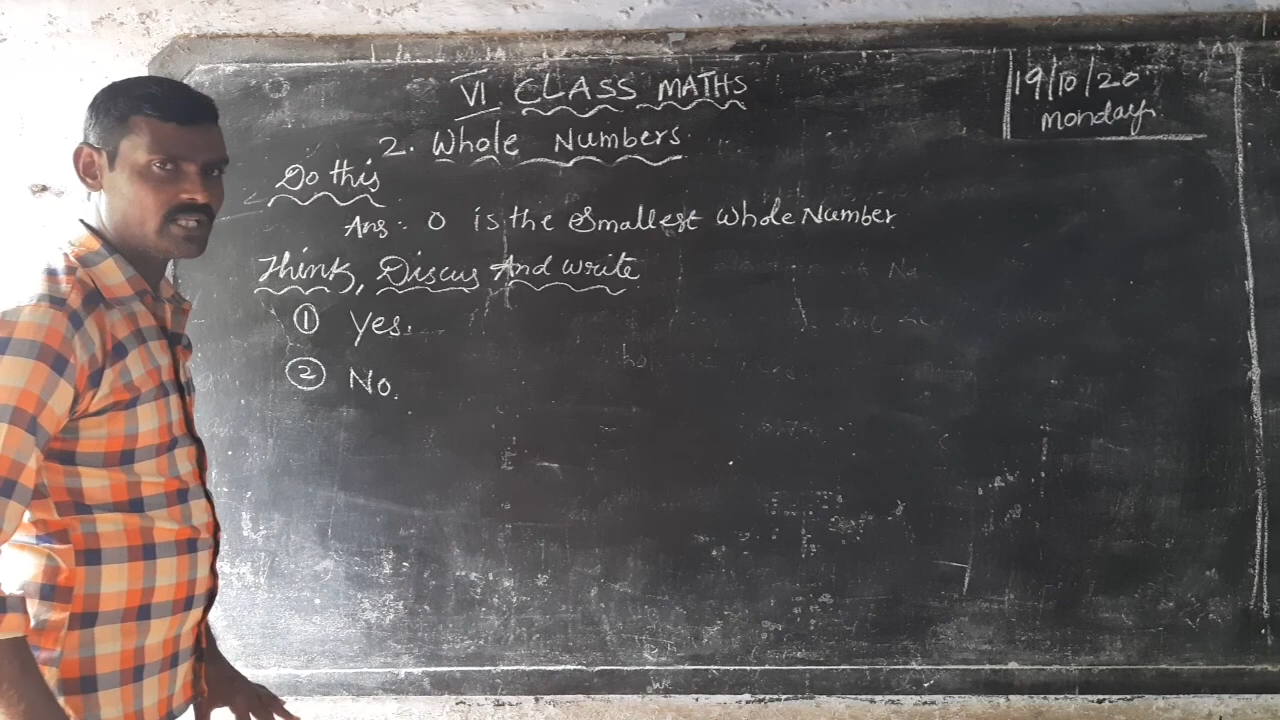 VI CLASS MATHS
19/10/20
monday
2. Whole Numbers
Do this
Ans: 0 is the Smallest Whole Number.
Think, Discus And write
① Yes.
② No.